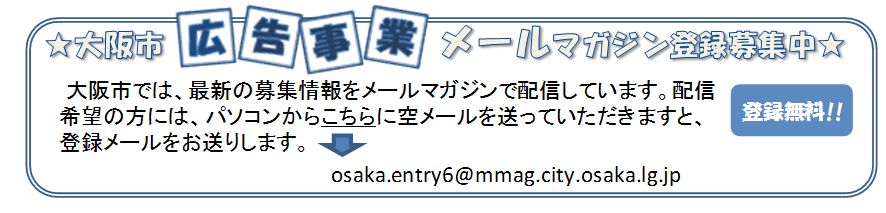 ★大阪市 広告事業 メールマガジン登録募集中★
大阪市では、最新の募集情報をメールマガジンで配信しています。配信
希望の方には、パソコンからこちらに空メールを送っていただきますと、
登録メールをお送りします。
登録無料!!
osaka.entry6@mmag.city.osaka.lg.jp